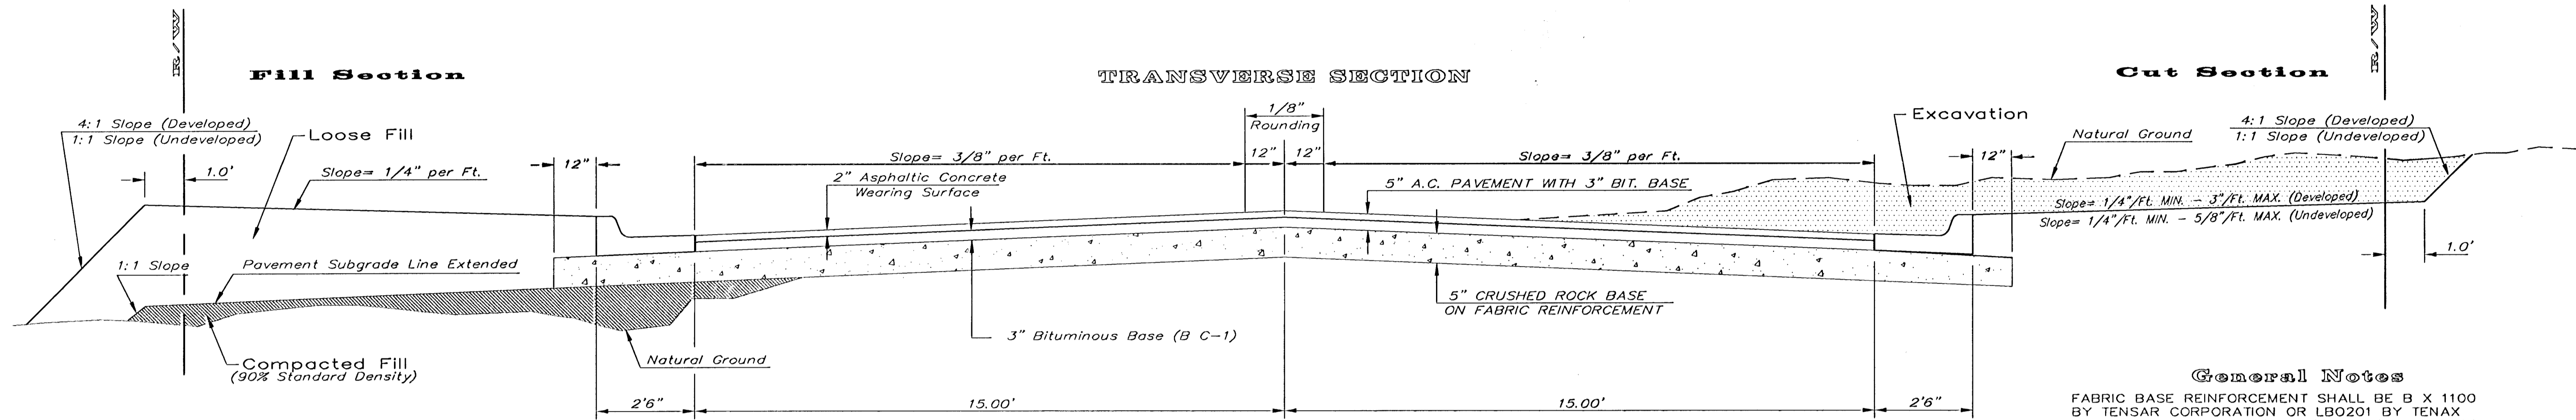 R/W
R/W
Fill Section
TRANSVERSE SECTION
Cut Section
4:1 Slope (Developed)
1:1 Slope (Undeveloped)
Loose Fill
1/8"
Rounding
Excavation
Natural Ground
4:1 Slope (Developed)
1:1 Slope (Undeveloped)
1.0'
Slope= 1/4" per Ft.
12"
Slope= 3/8" per Ft.
12"
12"
Slope= 3/8" per Ft.
12"
2" Asphaltic Concrete
Wearing Surface
5" A.C. PAVEMENT WITH 3" BIT. BASE
Slope= 1/4"/Ft. MIN. - 3"/Ft. MAX. (Developed)
Slope= 1/4"/Ft. MIN. - 5/8"/Ft. MAX. (Undeveloped)
1.0'
1:1 Slope
Pavement Subgrade Line Extended
5" CRUSHED ROCK BASE
ON FABRIC REINFORCEMENT
3" Bituminous Base (B C-1)
Compacted Fill
(90% Standard Density)
Natural Ground
2'6"
15.00'
15.00'
2'6"
General Notes
FABRIC BASE REINFORCEMENT SHALL BE B X 1100
BY TENSAR CORPORATION OR LBO201 BY TENAX